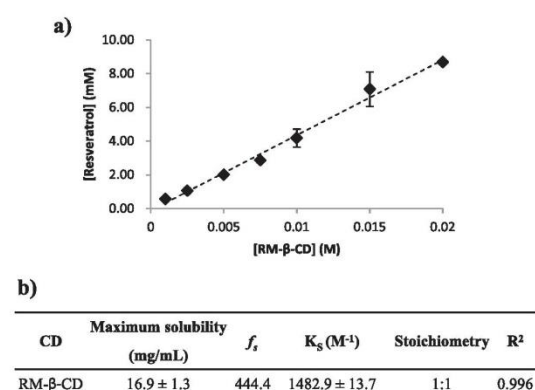 a)
10.00
8.00
6.00
4.00
2.00
0.00
[Resveratrol] (mM)
0 0.005 0.01 0.015 0.02
[RM-β-CD] (M)
b)
CD Maximum solubility (mg/mL) fs KS (M-1) Stoichiometry R2
RM-β-CD 16.9 ± 1.3 444.4 1482.9 ± 13.7 1:1 0.996